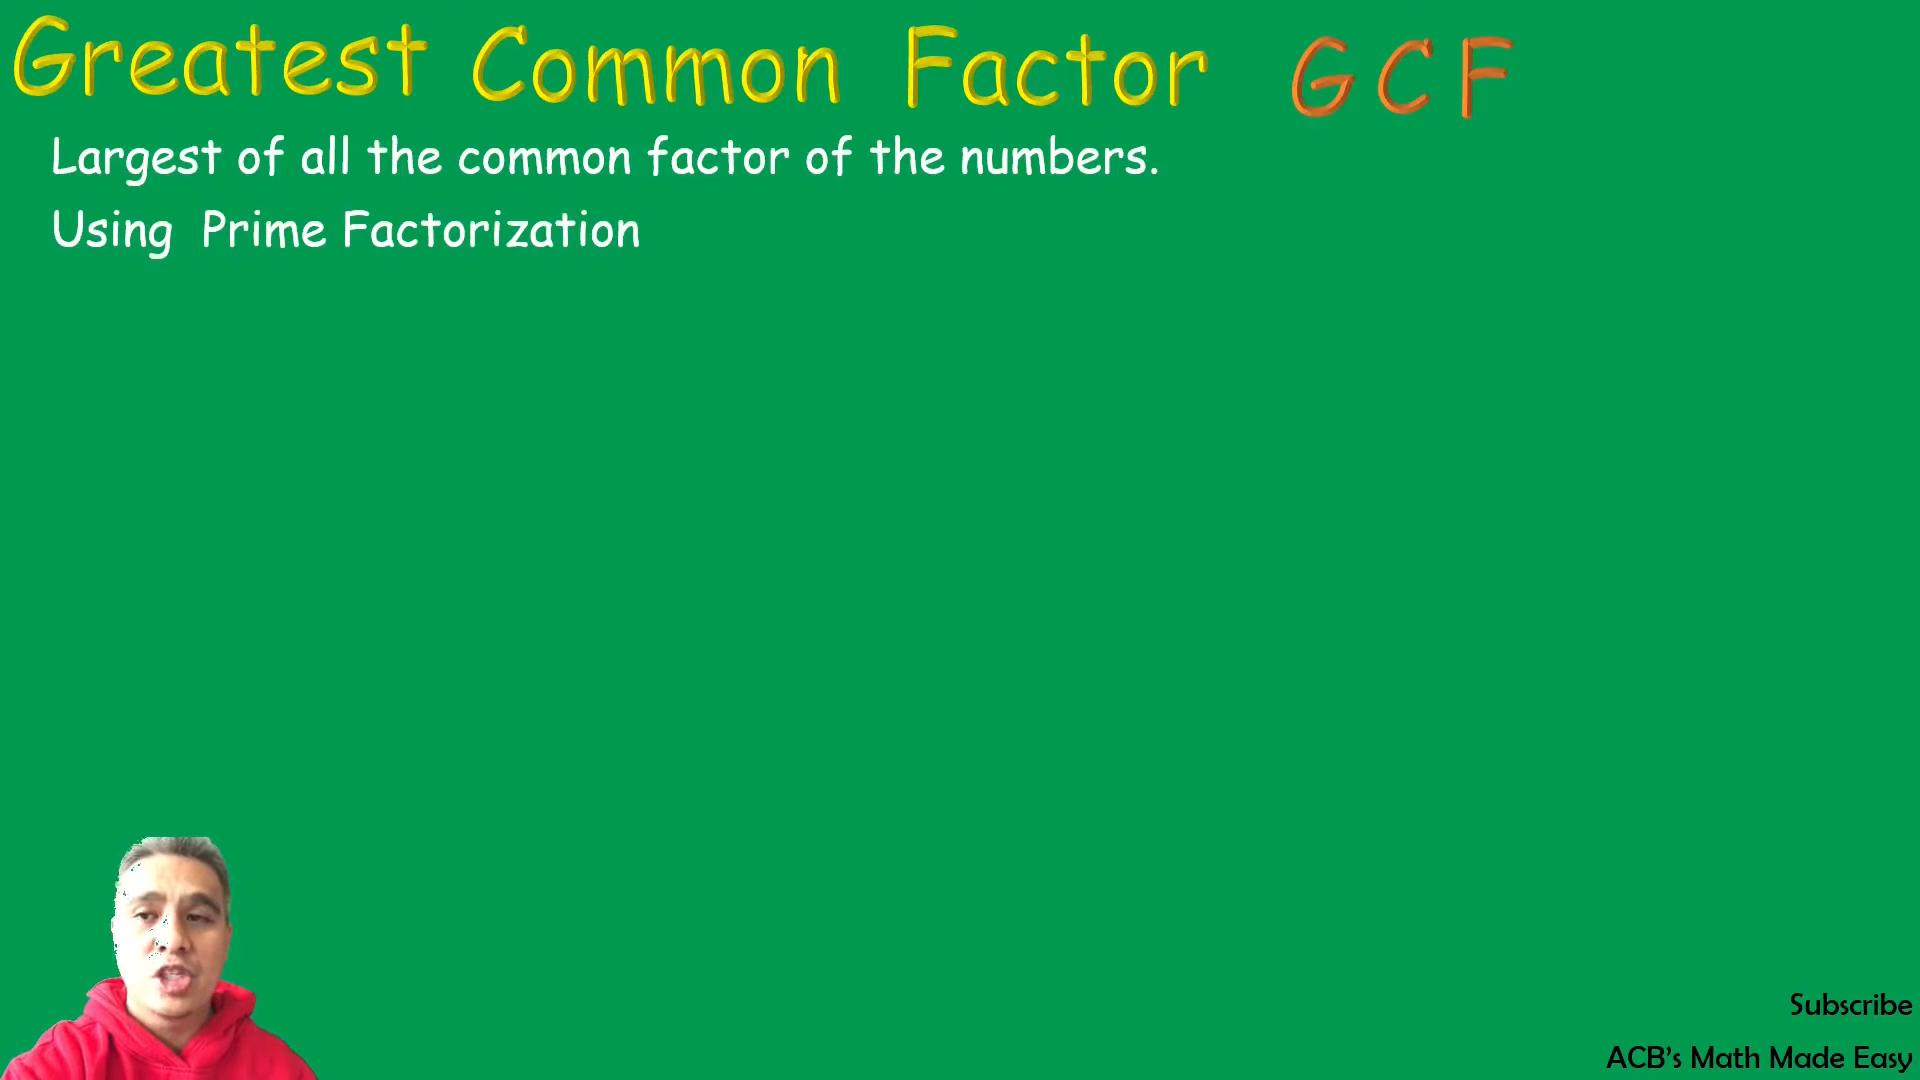 Greatest Common Factor GCF
Largest of all the common factor of the numbers.
Using Prime Factorization
Subscribe
ACB's Math Made Easy